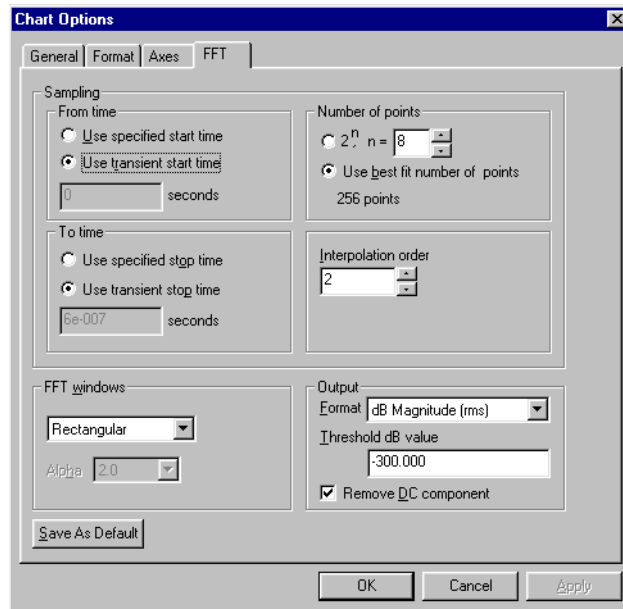 Chart Options
General Format Axes FFT
Sampling
From time
Use specified start time
Use transient start time
0 seconds
Number of points
2^n, n = 8
Use best fit number of points
256 points
To time
Use specified stop time
Use transient stop time
6e-007 seconds
Interpolation order
2
FFT windows
Rectangular
Alpha 2.0
Output
Format dB Magnitude (rms)
Threshold dB value
-300.000
Remove DC component
Save As Default
OK Cancel Apply